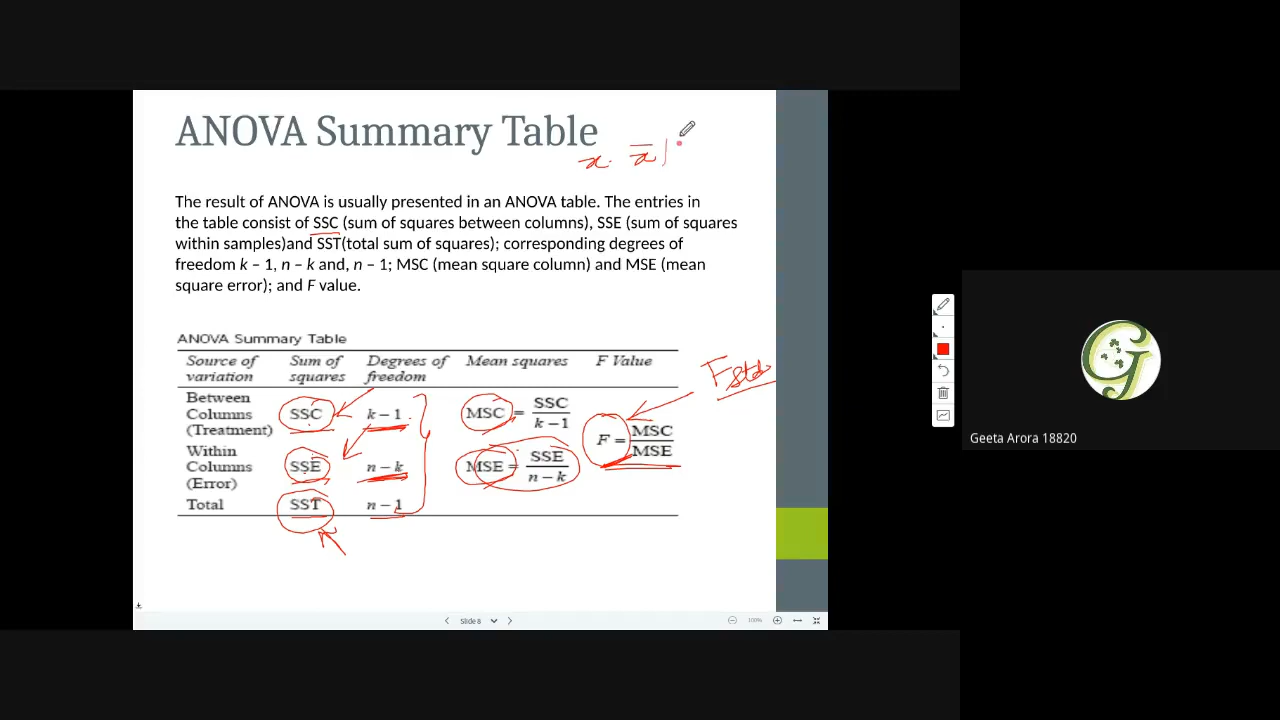 ANOVA Summary Table
x. x̄ |
The result of ANOVA is usually presented in an ANOVA table. The entries in
the table consist of SSC (sum of squares between columns), SSE (sum of squares
within samples)and SST(total sum of squares); corresponding degrees of
freedom k – 1, n – k and, n – 1; MSC (mean square column) and MSE (mean
square error); and F value.
ANOVA Summary Table
Source of variation Sum of squares Degrees of freedom Mean squares F Value
Between Columns (Treatment) SSC k – 1 MSC = SSC / k – 1 F = MSC / MSE
Within Columns (Error) SSE n – k MSE = SSE / n – k
Total SST n – 1
F std
Slide 8
100%
Geeta Arora 18820
G